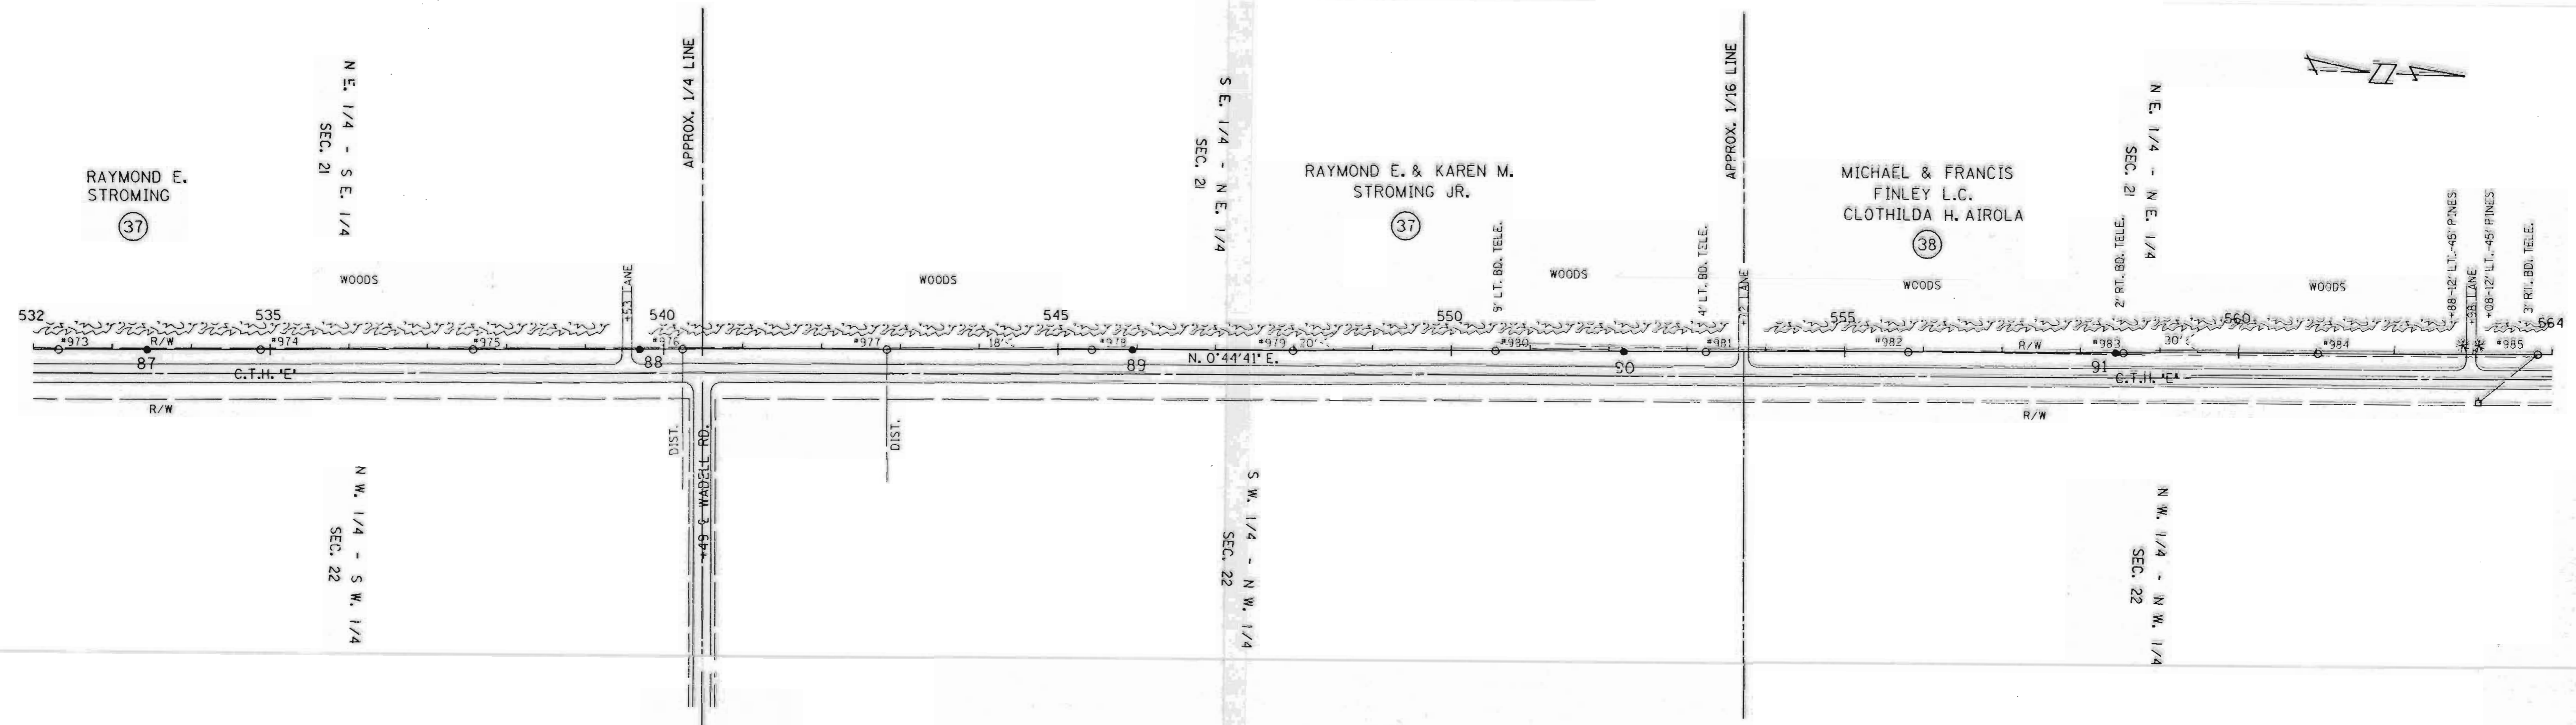 RAYMOND E.
STROMING
37
N E. 1/4 - S E. 1/4
SEC. 21
APPROX. 1/4 LINE
S E. 1/4 - N E. 1/4
SEC. 21
RAYMOND E. & KAREN M.
STROMING JR.
37
APPROX. 1/16 LINE
MICHAEL & FRANCIS
FINLEY L.C.
CLOTHILDA H. AIROLA
38
N E. 1/4 - N E. 1/4
SEC. 21
WOODS
WOODS
WOODS
WOODS
WOODS
+53 LANE
9' LT. BD. TELE.
4' LT. BD. TELE.
+72 LANE
2' RT. BD. TELE.
+88-12' LT.-45' PINES
+98 LANE
+08-12' LT.-45' PINES
3' RT. BD. TELE.
532
535
540
545
550
555
560
564
#973
R/W
#974
#975
#976
#977
18'
#978
#979
20'
#980
#981
#982
R/W
#983
30'
#984
#985
87
88
89
90
91
C.T.H. 'E'
N. 0°44'41" E.
C.T.H. 'E'
R/W
R/W
DIST.
+49 ℄ WADELL RD.
DIST.
N W. 1/4 - S W. 1/4
SEC. 22
S W. 1/4 - N W. 1/4
SEC. 22
N W. 1/4 - N W. 1/4
SEC. 22